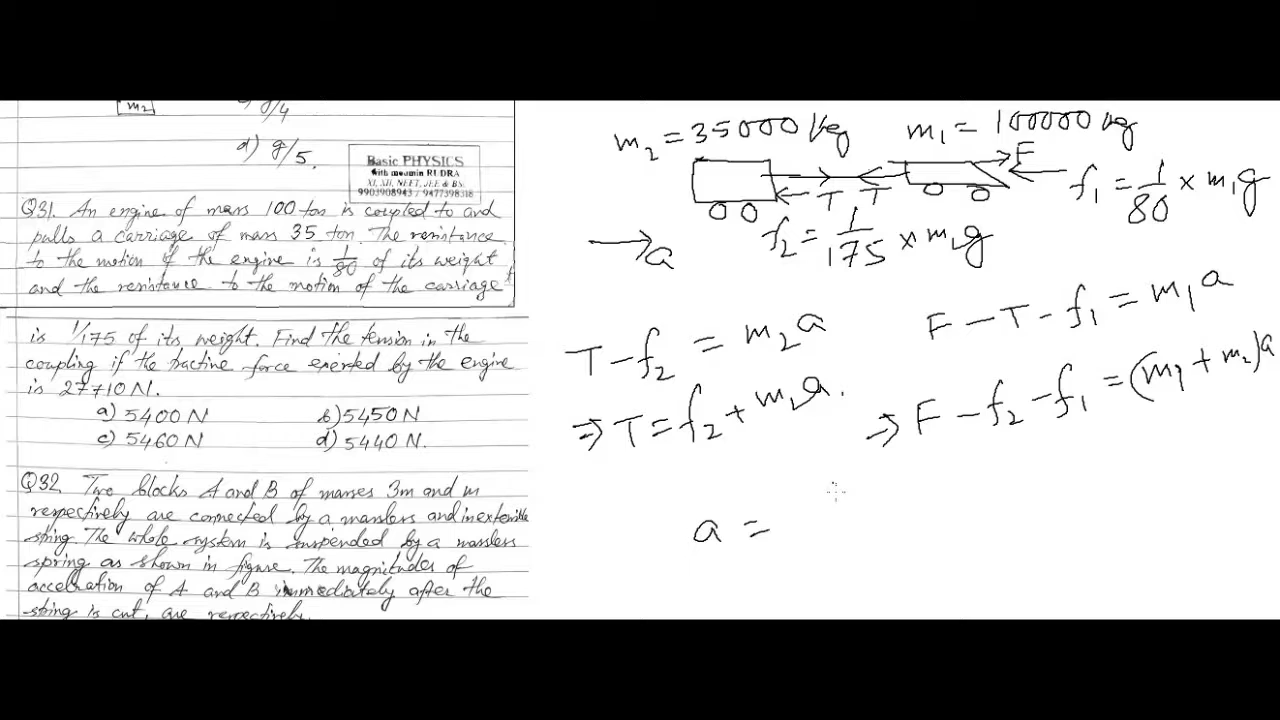 m2
c) g/4
d) g/5.
Basic PHYSICS
with moumin RUDRA
XI, XII, NEET, JEE & BSc
9903908943 / 9477398318
Q31. An engine of mass 100 ton is coupled to and
pulls a carriage of mass 35 ton. The resistance
to the motion of the engine is 1/80 of its weight
and the resistance to the motion of the carriage
is 1/175 of its weight. Find the tension in the
coupling if the tractive force exerted by the engine
is 27710 N.
a) 5400 N b) 5450 N
c) 5460 N d) 5440 N.
Q32. Two blocks A and B of masses 3m and m
respectively are connected by a massless and inextensible
string. The whole system is suspended by a massless
spring as shown in figure. The magnitudes of
acceleration of A and B immediately after the
string is cut, are respectively
m2 = 35000 kg m1 = 100000 kg
F
T T
f1 = 1/80 × m1g
a
f2 = 1/175 × m2g
T - f2 = m2a
F - T - f1 = m1a
⇒ T = f2 + m2a.
⇒ F - f2 - f1 = (m1 + m2)a
a =